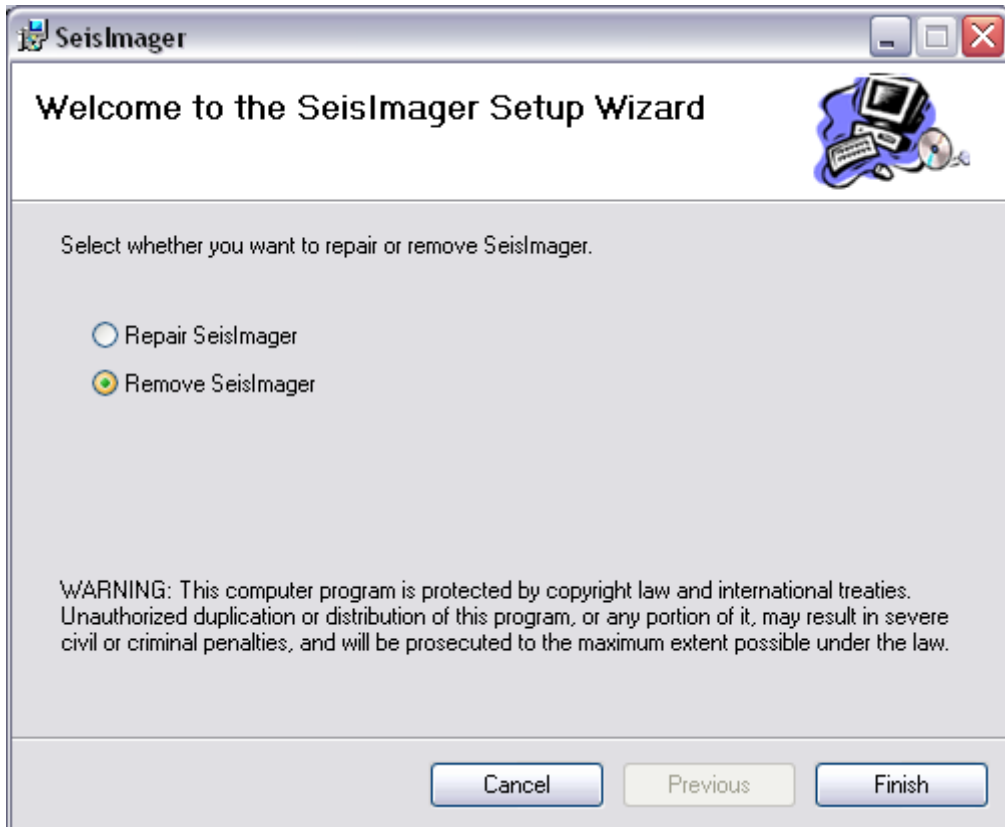 SeisImager
Welcome to the SeisImager Setup Wizard
Select whether you want to repair or remove SeisImager.
Repair SeisImager
Remove SeisImager
WARNING: This computer program is protected by copyright law and international treaties.
Unauthorized duplication or distribution of this program, or any portion of it, may result in severe
civil or criminal penalties, and will be prosecuted to the maximum extent possible under the law.
Cancel
Previous
Finish